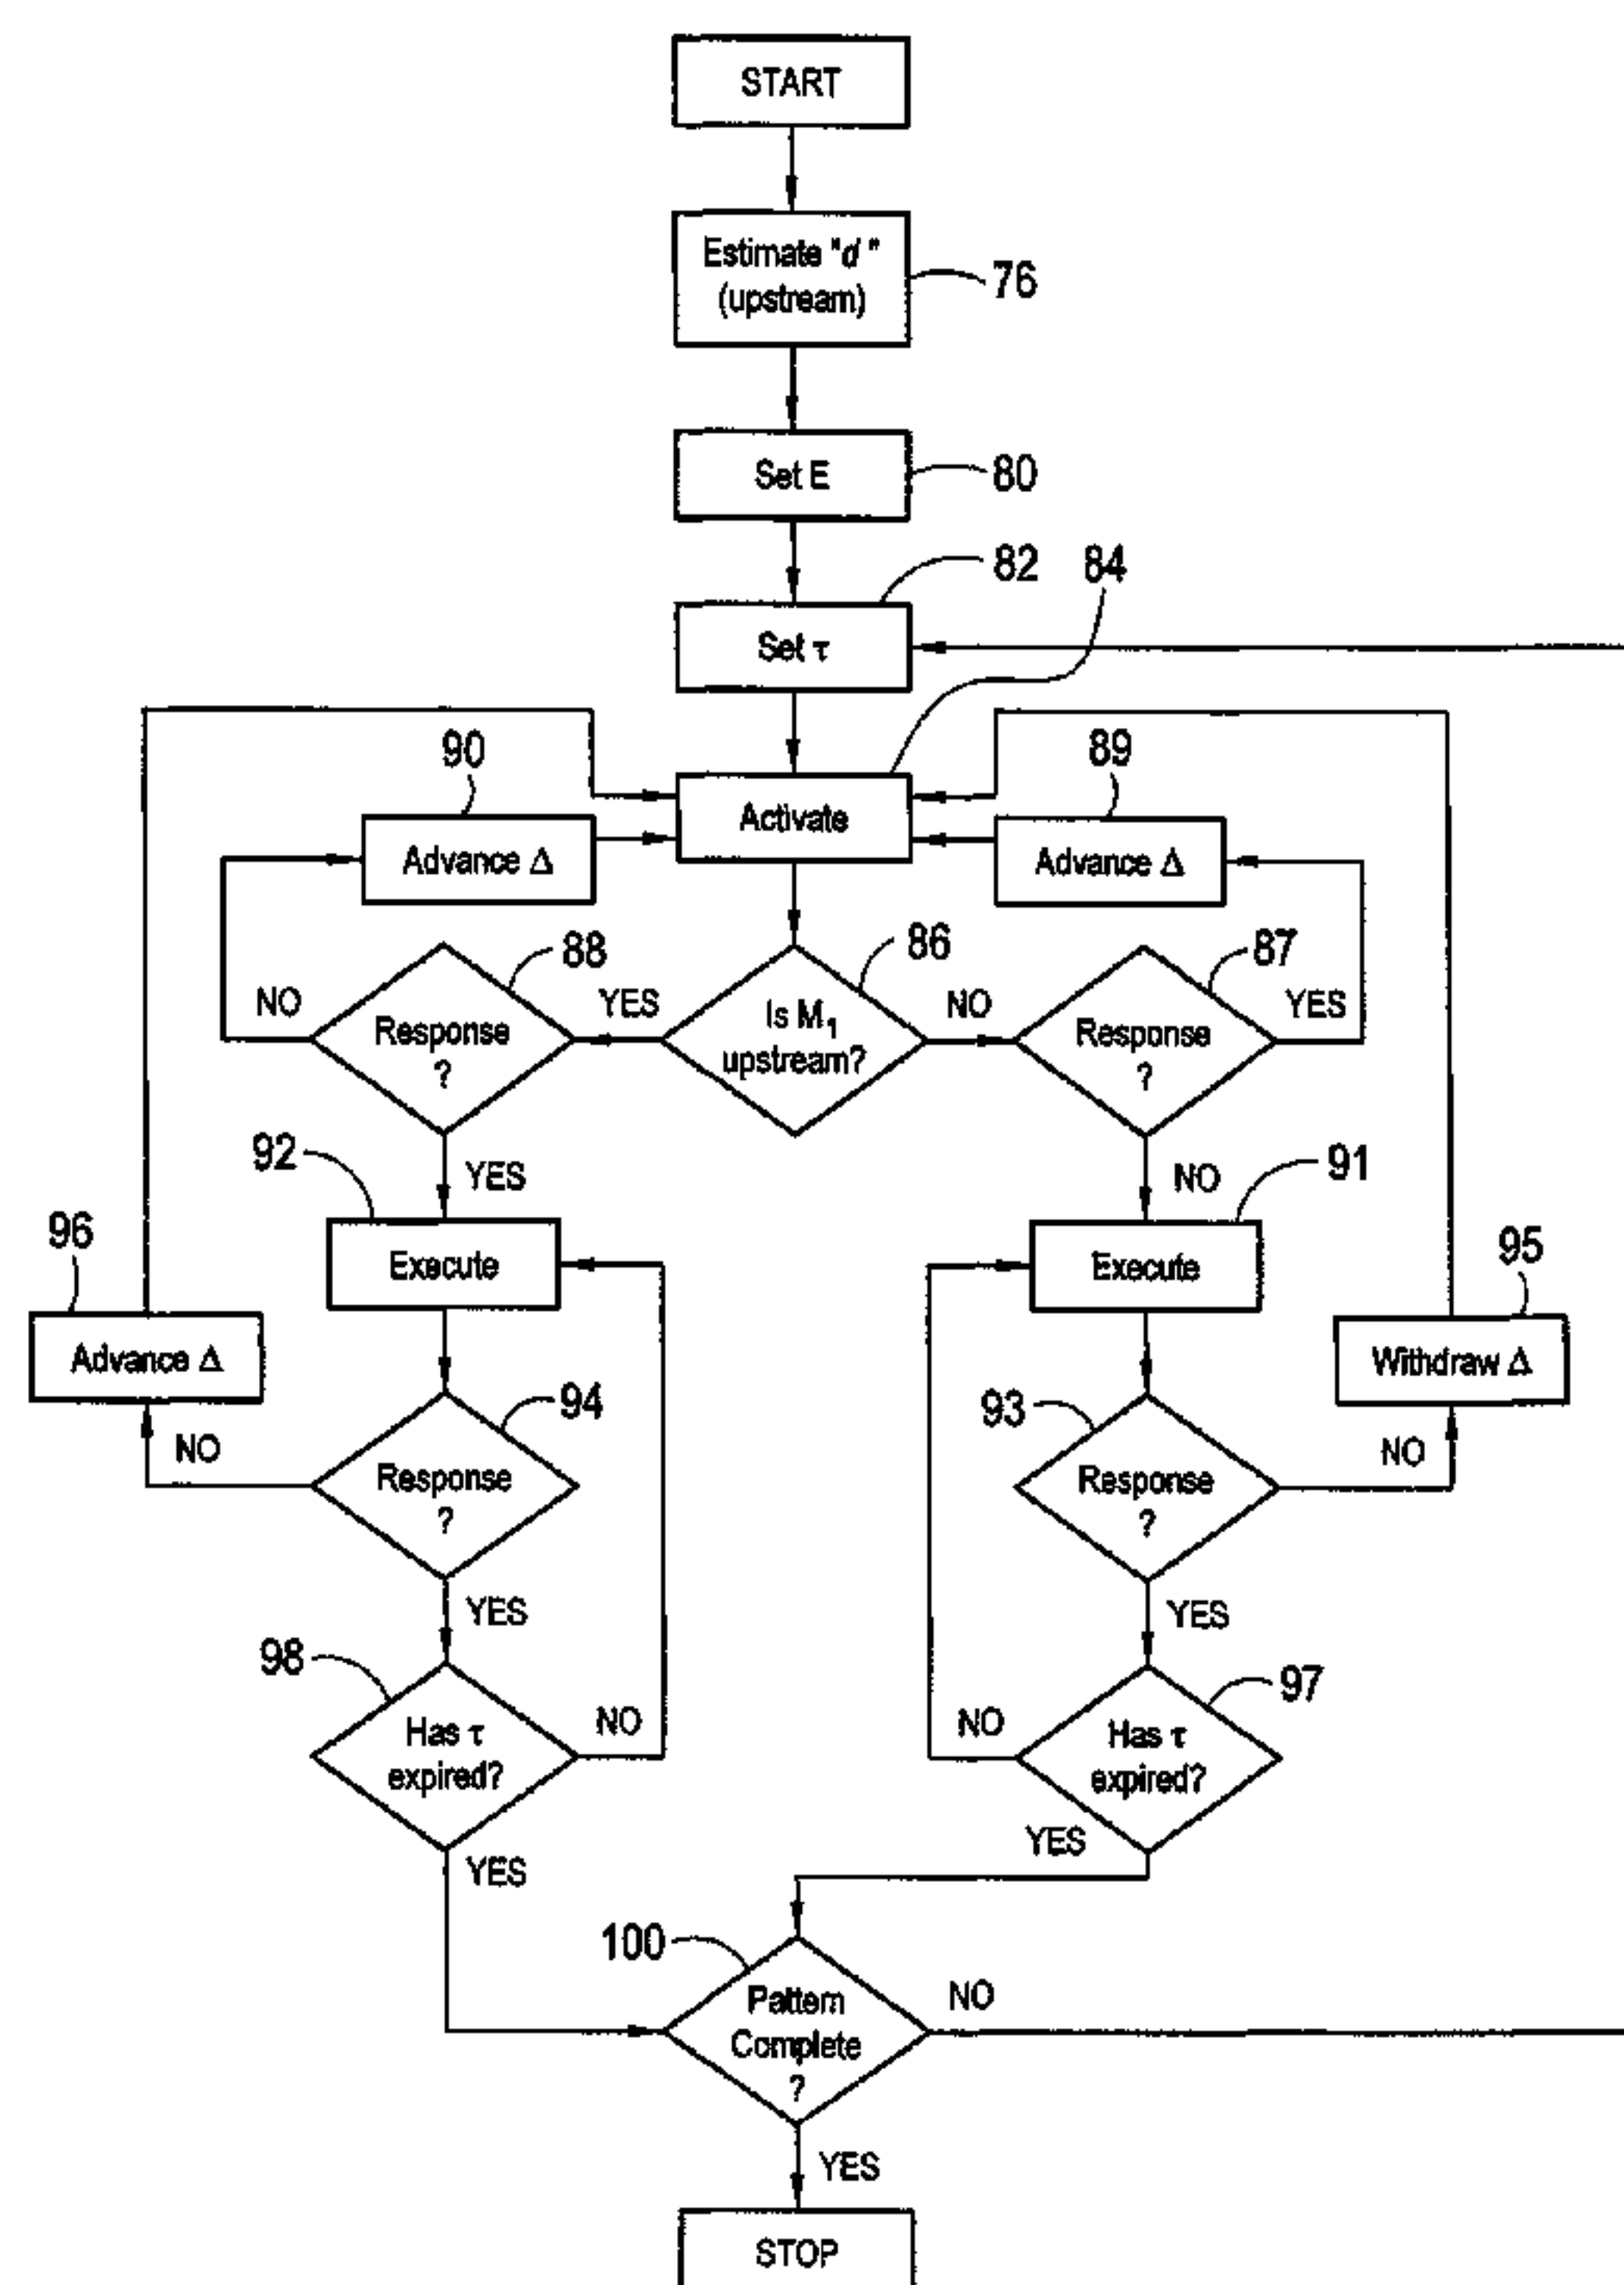 START
Estimate "d"
(upstream)
76
Set E
80
82
84
Set τ
90
89
Activate
Advance Δ
Advance Δ
88
86
87
NO
YES
NO
YES
Response
?
Is M1
upstream?
Response
?
92
YES
NO
91
96
Execute
Execute
95
Advance Δ
Withdraw Δ
94
93
NO
NO
Response
?
Response
?
YES
YES
98
97
NO
NO
Has τ
expired?
Has τ
expired?
YES
YES
100
NO
Pattern
Complete
?
YES
STOP